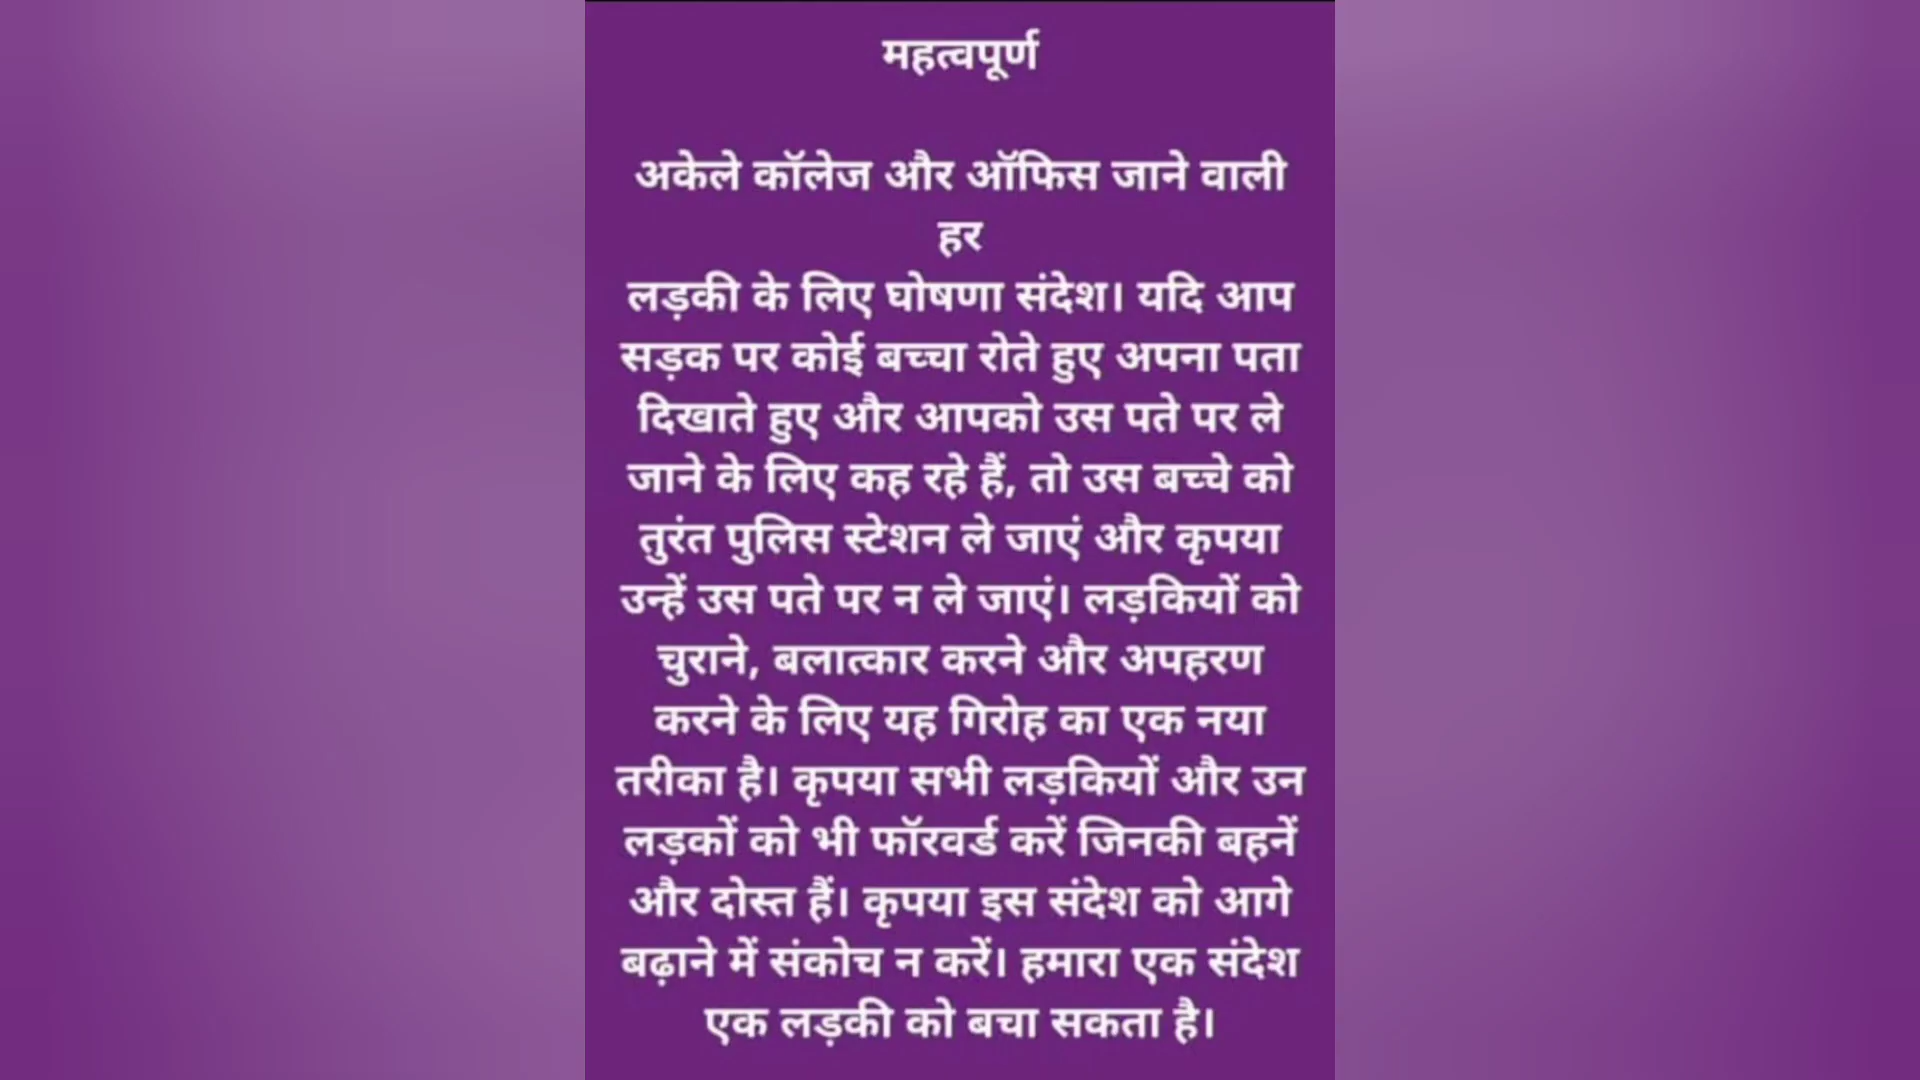 महत्वपूर्ण
अकेले कॉलेज और ऑफिस जाने वाली
हर
लड़की के लिए घोषणा संदेश। यदि आप
सड़क पर कोई बच्चा रोते हुए अपना पता
दिखाते हुए और आपको उस पते पर ले
जाने के लिए कह रहे हैं, तो उस बच्चे को
तुरंत पुलिस स्टेशन ले जाएं और कृपया
उन्हें उस पते पर न ले जाएं। लड़कियों को
चुराने, बलात्कार करने और अपहरण
करने के लिए यह गिरोह का एक नया
तरीका है। कृपया सभी लड़कियों और उन
लड़कों को भी फॉरवर्ड करें जिनकी बहनें
और दोस्त हैं। कृपया इस संदेश को आगे
बढ़ाने में संकोच न करें। हमारा एक संदेश
एक लड़की को बचा सकता है।